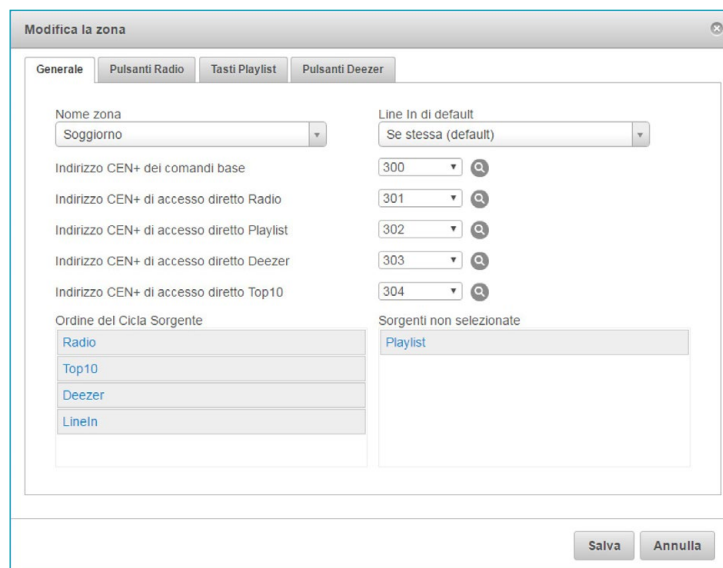 Modifica la zona
Generale
Pulsanti Radio
Tasti Playlist
Pulsanti Deezer
Nome zona
Soggiorno
Line In di default
Se stessa (default)
Indirizzo CEN+ dei comandi base
300
Indirizzo CEN+ di accesso diretto Radio
301
Indirizzo CEN+ di accesso diretto Playlist
302
Indirizzo CEN+ di accesso diretto Deezer
303
Indirizzo CEN+ di accesso diretto Top10
304
Ordine del Cicla Sorgente
Radio
Top10
Deezer
LineIn
Sorgenti non selezionate
Playlist
Salva
Annulla